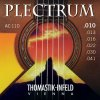 PLECTRUM
AC110
.010
.013
.016
.022
.030
.041
THOMASTIK-INFELD
VIENNA